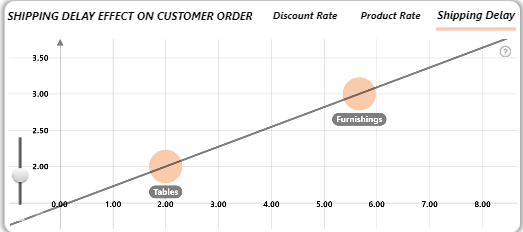 SHIPPING DELAY EFFECT ON CUSTOMER ORDER
Discount Rate
Product Rate
Shipping Delay
?
3.50
3.00
Furnishings
2.50
2.00
Tables
0.00 1.00 2.00 3.00 4.00 5.00 6.00 7.00 8.00